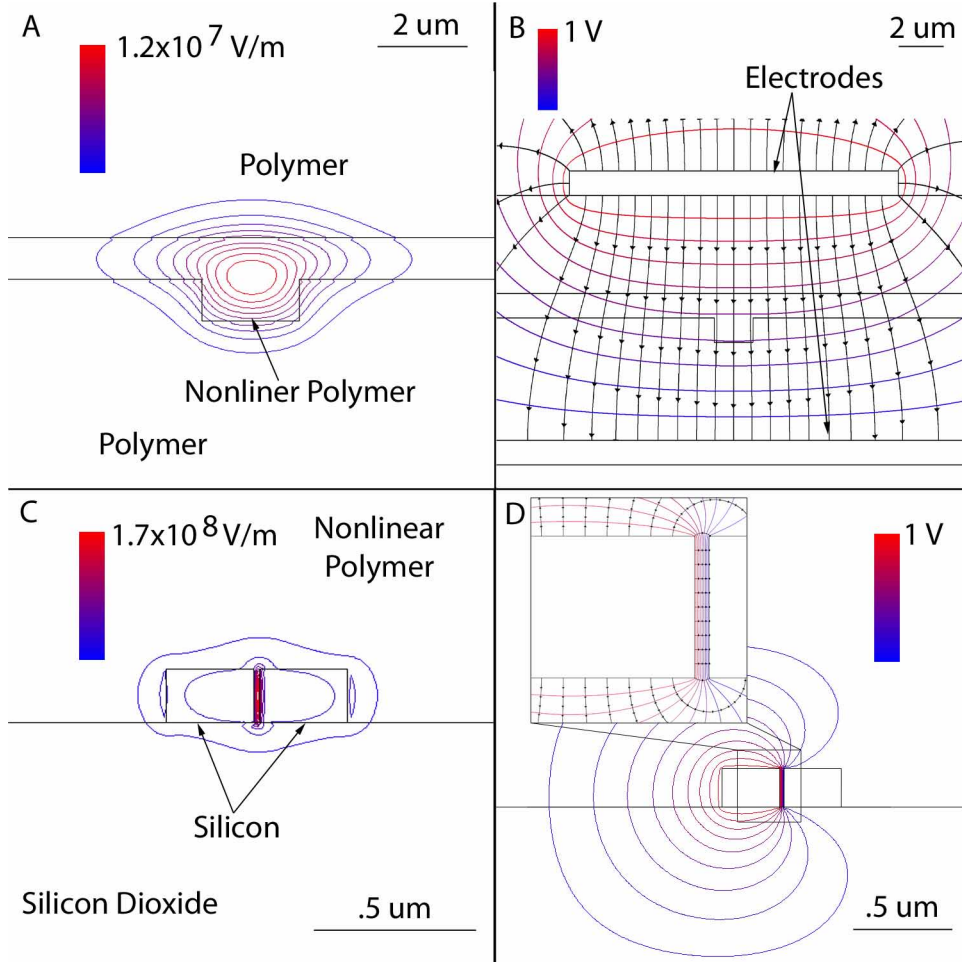 A
1.2x10 7 V/m
2 um
Polymer
Nonliner Polymer
Polymer
B
1 V
2 um
Electrodes
C
1.7x10 8 V/m
Nonlinear
Polymer
Silicon
Silicon Dioxide
.5 um
D
1 V
.5 um